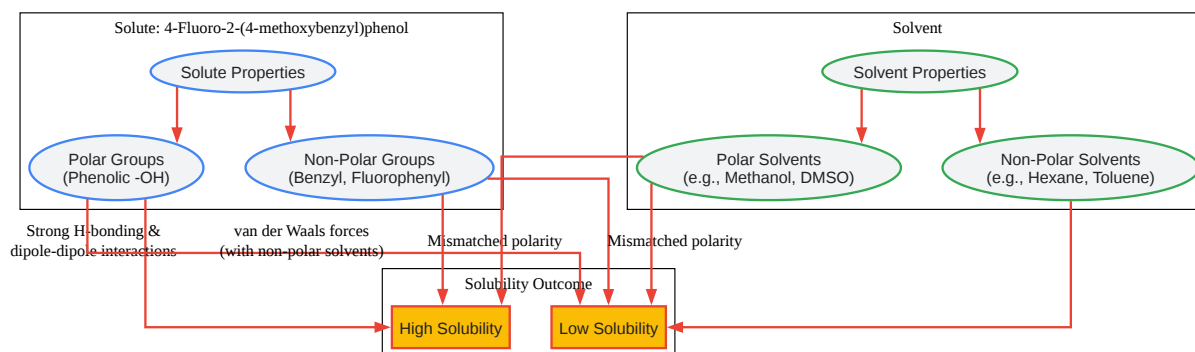 Solute: 4-Fluoro-2-(4-methoxybenzyl)phenol
Solute Properties
Polar Groups
(Phenolic -OH)
Non-Polar Groups
(Benzyl, Fluorophenyl)
Solvent
Solvent Properties
Polar Solvents
(e.g., Methanol, DMSO)
Non-Polar Solvents
(e.g., Hexane, Toluene)
Strong H-bonding &
dipole-dipole interactions
van der Waals forces
(with non-polar solvents)
Mismatched polarity
Mismatched polarity
Solubility Outcome
High Solubility
Low Solubility